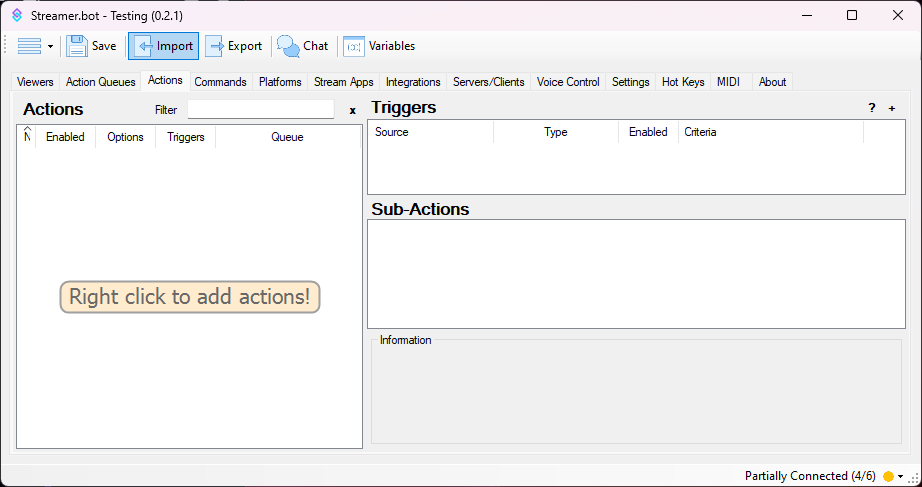 Streamer.bot - Testing (0.2.1)
Save Import Export Chat (x) Variables
Viewers Action Queues Actions Commands Platforms Stream Apps Integrations Servers/Clients Voice Control Settings Hot Keys MIDI About
Actions Filter x
Triggers ? +
N Enabled Options Triggers Queue
Source Type Enabled Criteria
Sub-Actions
Right click to add actions!
Information
Partially Connected (4/6)